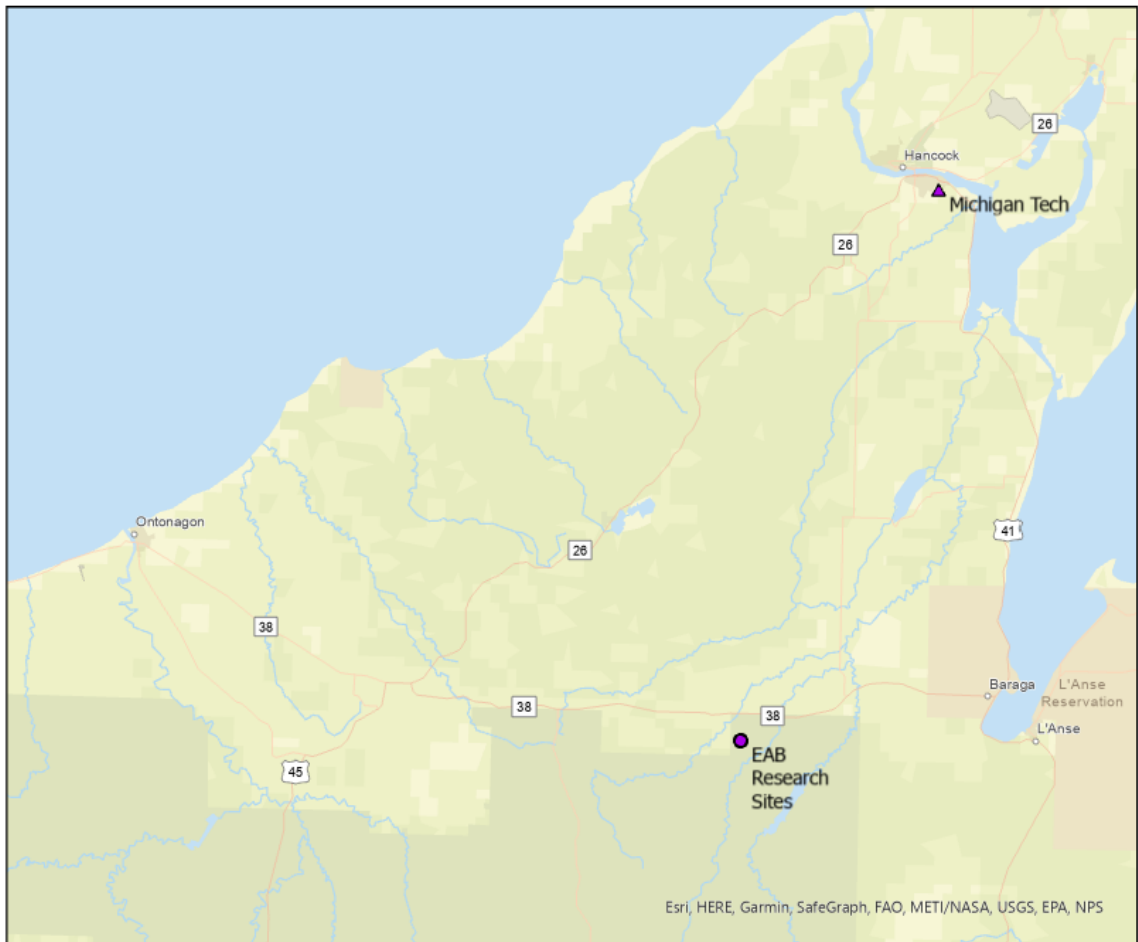 26
Hancock
Michigan Tech
26
Ontonagon
41
26
38
Baraga
L'Anse
Reservation
38
38
L'Anse
EAB
Research
Sites
45
Esri, HERE, Garmin, SafeGraph, FAO, METI/NASA, USGS, EPA, NPS